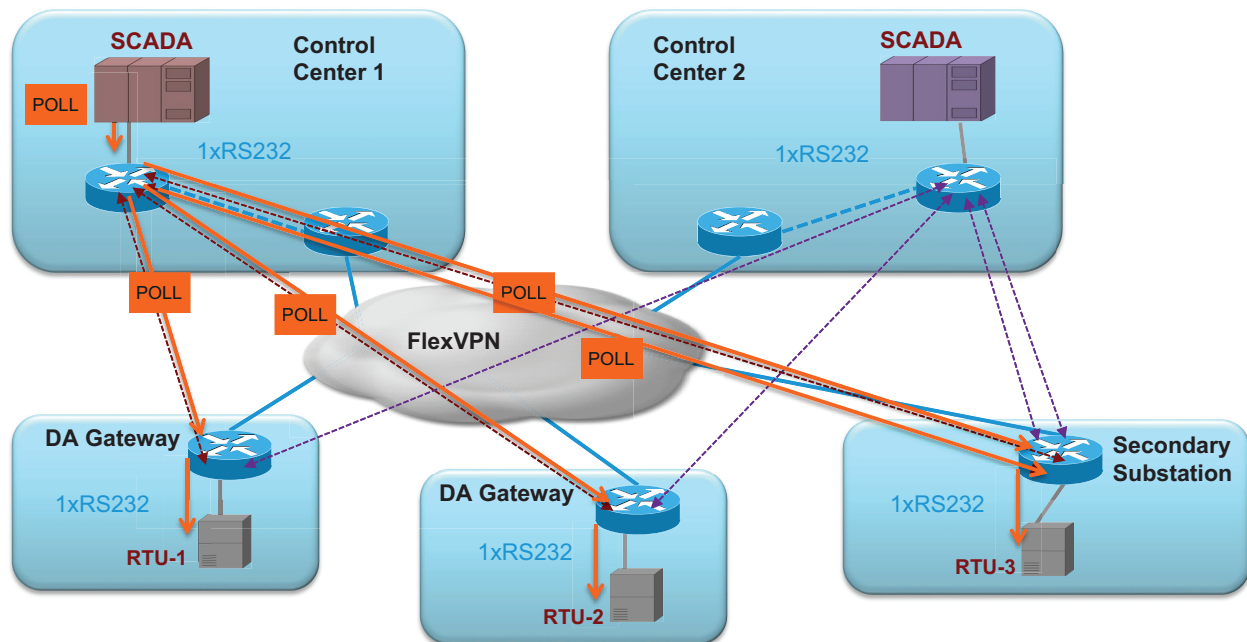 SCADA
Control
Center 1
POLL
1xRS232
Control
Center 2
SCADA
1xRS232
POLL
POLL
POLL
POLL
FlexVPN
DA Gateway
1xRS232
RTU-1
DA Gateway
1xRS232
RTU-2
Secondary
Substation
1xRS232
RTU-3